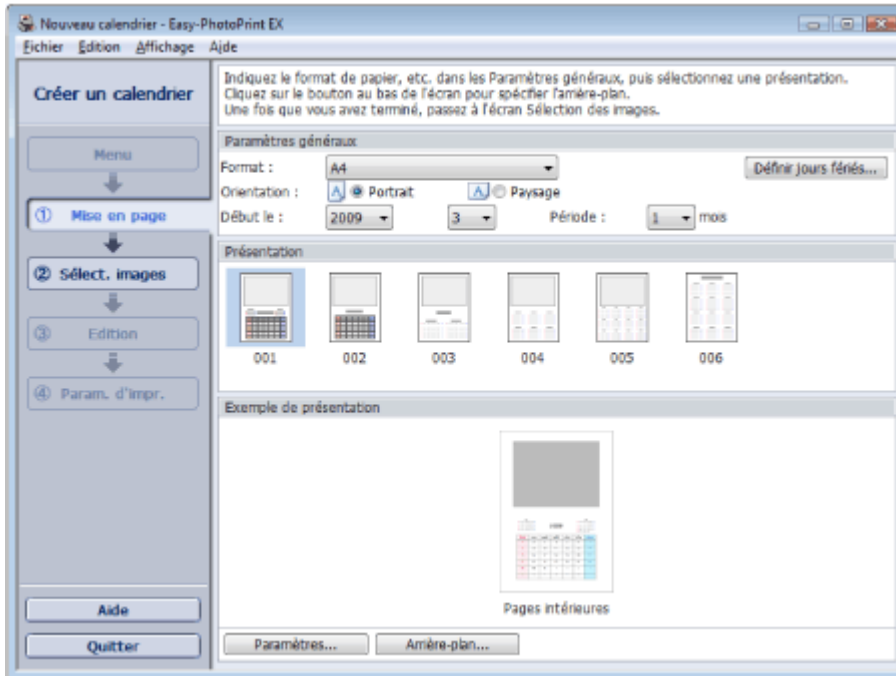 Nouveau calendrier - Easy-PhotoPrint EX
Fichier Edition Affichage Aide
Créer un calendrier
Indiquez le format de papier, etc. dans les Paramètres généraux, puis sélectionnez une présentation.
Cliquez sur le bouton au bas de l'écran pour spécifier l'arrière-plan.
Une fois que vous avez terminé, passez à l'écran Sélection des images.
Menu
① Mise en page
② Sélect. images
③ Edition
④ Param. d'impr.
Paramètres généraux
Format : A4 Définir jours fériés...
Orientation : A Portrait A Paysage
Début le : 2009 3 Période : 1 mois
Présentation
001 002 003 004 005 006
Exemple de présentation
Pages intérieures
Aide
Quitter
Paramètres... Arrière-plan...